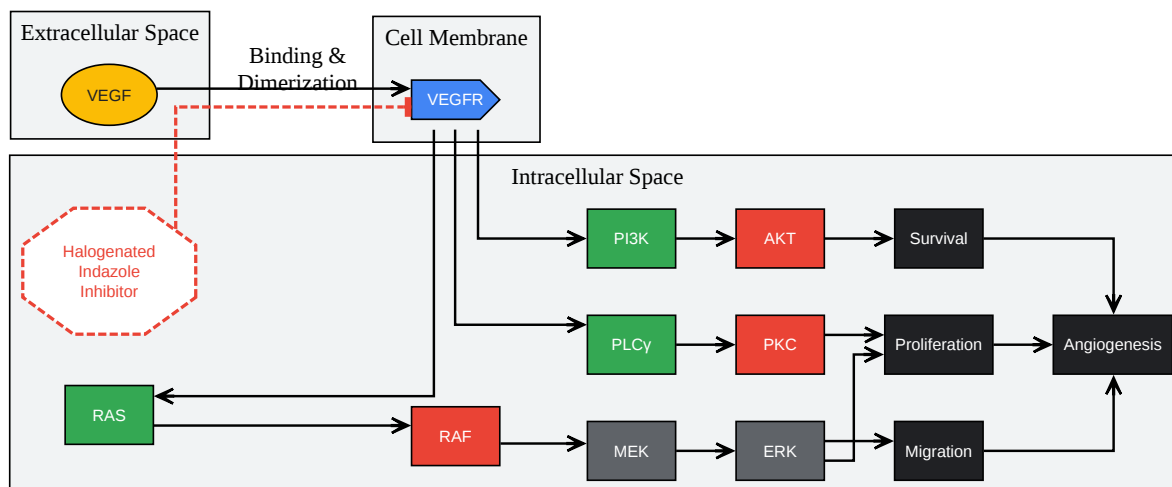 Extracellular Space
Cell Membrane
Binding &
Dimerization
VEGF
VEGFR
Intracellular Space
Halogenated
Indazole
Inhibitor
PI3K
AKT
Survival
PLCγ
PKC
Proliferation
Angiogenesis
RAS
RAF
MEK
ERK
Migration